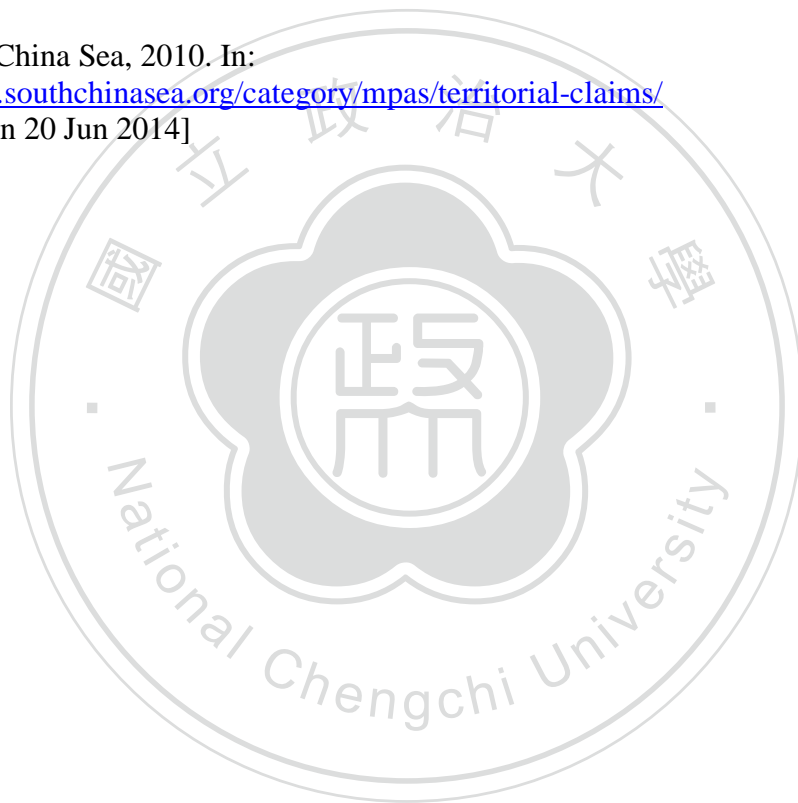 China Sea, 2010. In:
.southchinasea.org/category/mpas/territorial-claims/
n 20 Jun 2014]
國立政治大學
政
National Chengchi University